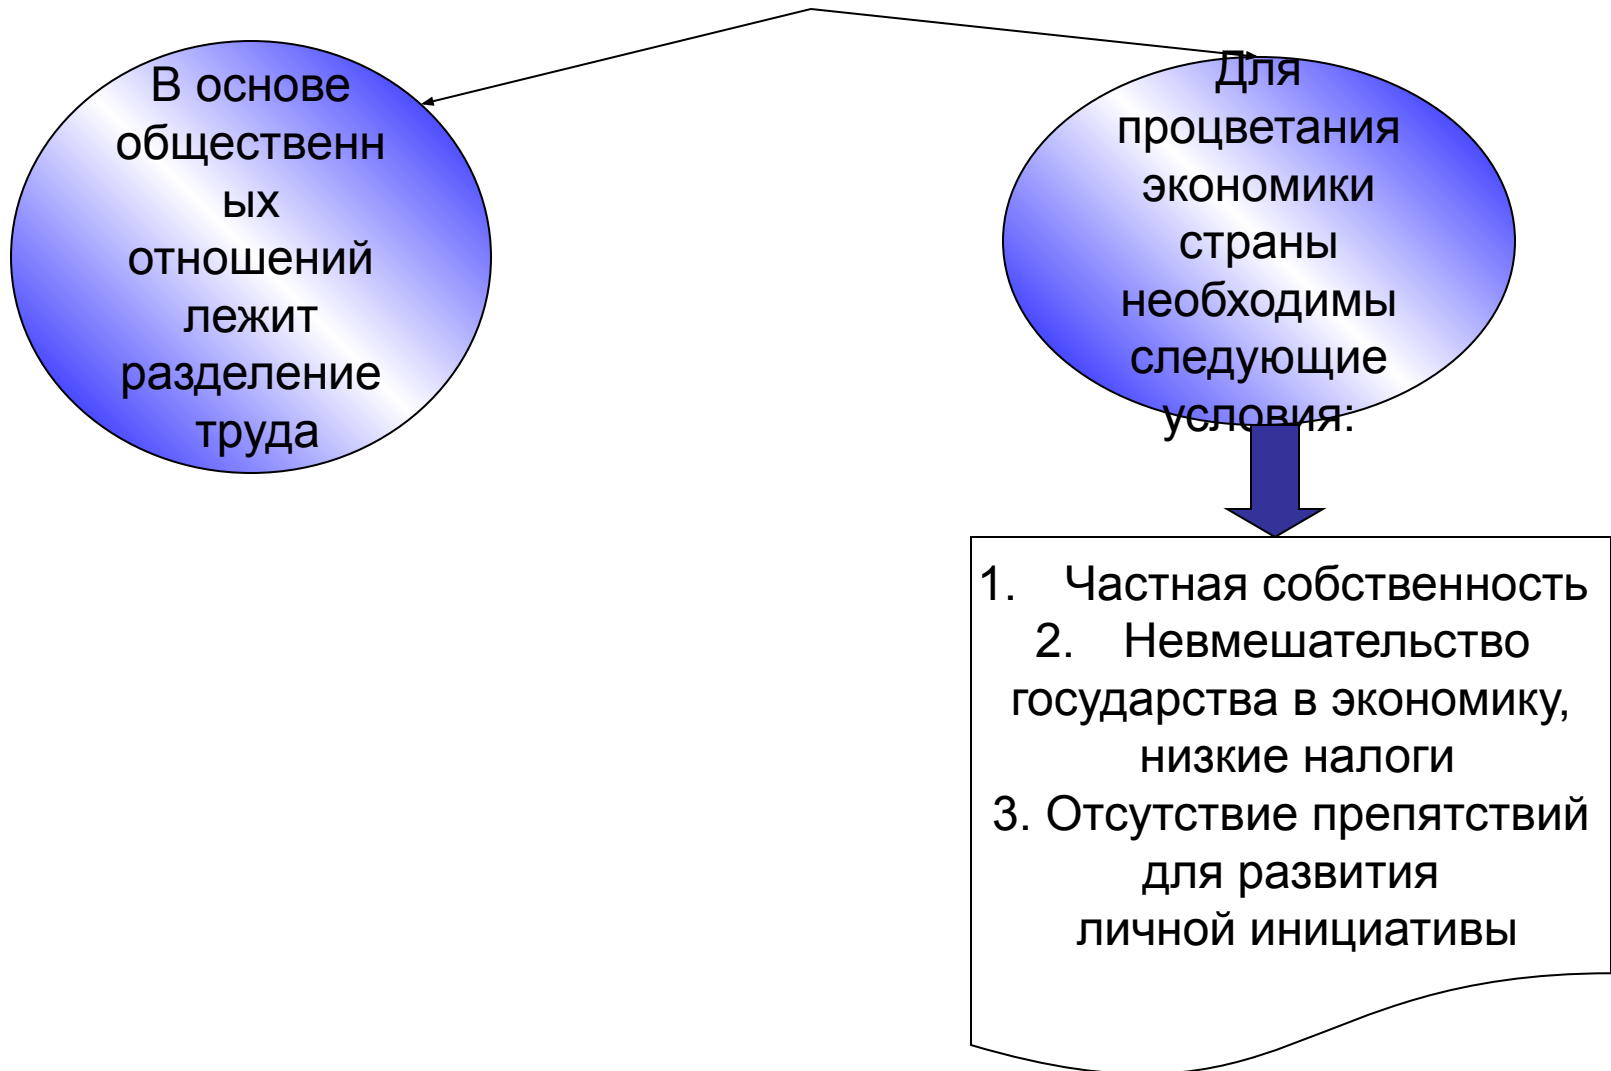 В основе
общественн
ых
отношений
лежит
разделение
труда
Для
процветания
экономики
страны
необходимы
следующие
условия:
1. Частная собственность
2. Невмешательство
государства в экономику,
низкие налоги
3. Отсутствие препятствий
для развития
личной инициативы